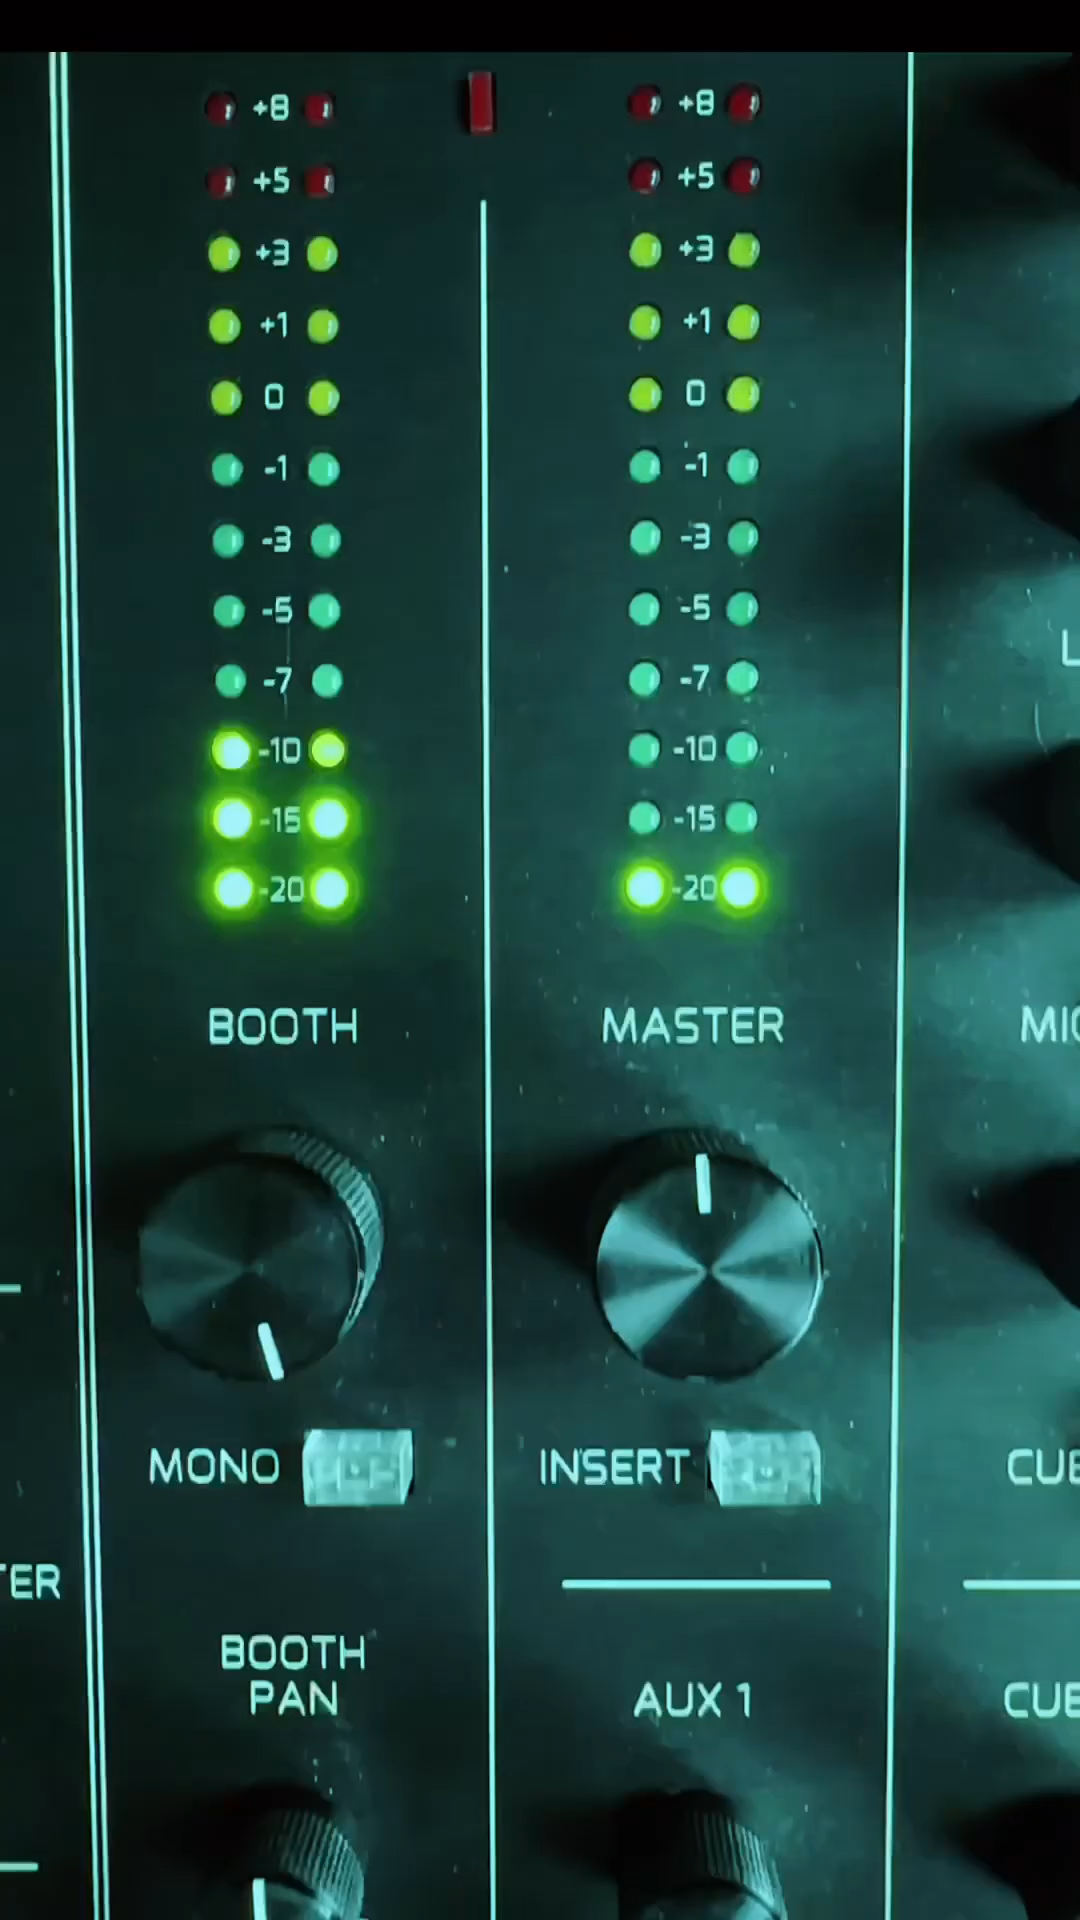 +8 +8
+5 +5
+3 +3
+1 +1
0 0
-1 -1
-3 -3
-5 -5
-7 -7
-10 -10
-15 -15
-20 -20
BOOTH MASTER
MONO INSERT
BOOTH
PAN
AUX 1